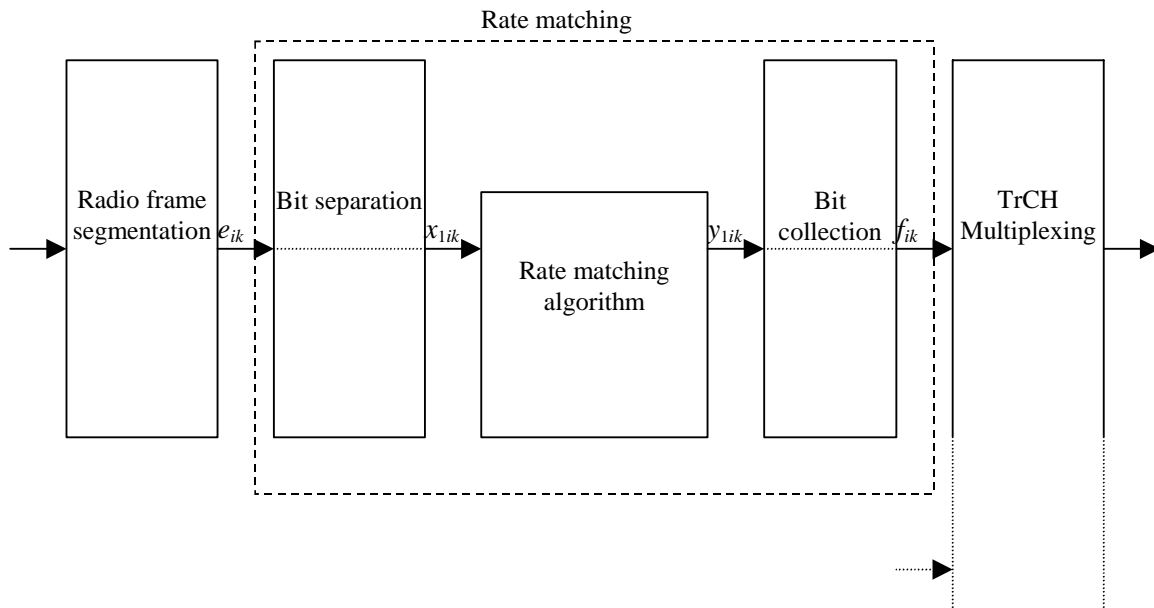 Rate matching
Radio frame
segmentation
e_ik
Bit separation
x_1ik
Rate matching
algorithm
y_1ik
Bit
collection
f_ik
TrCH
Multiplexing